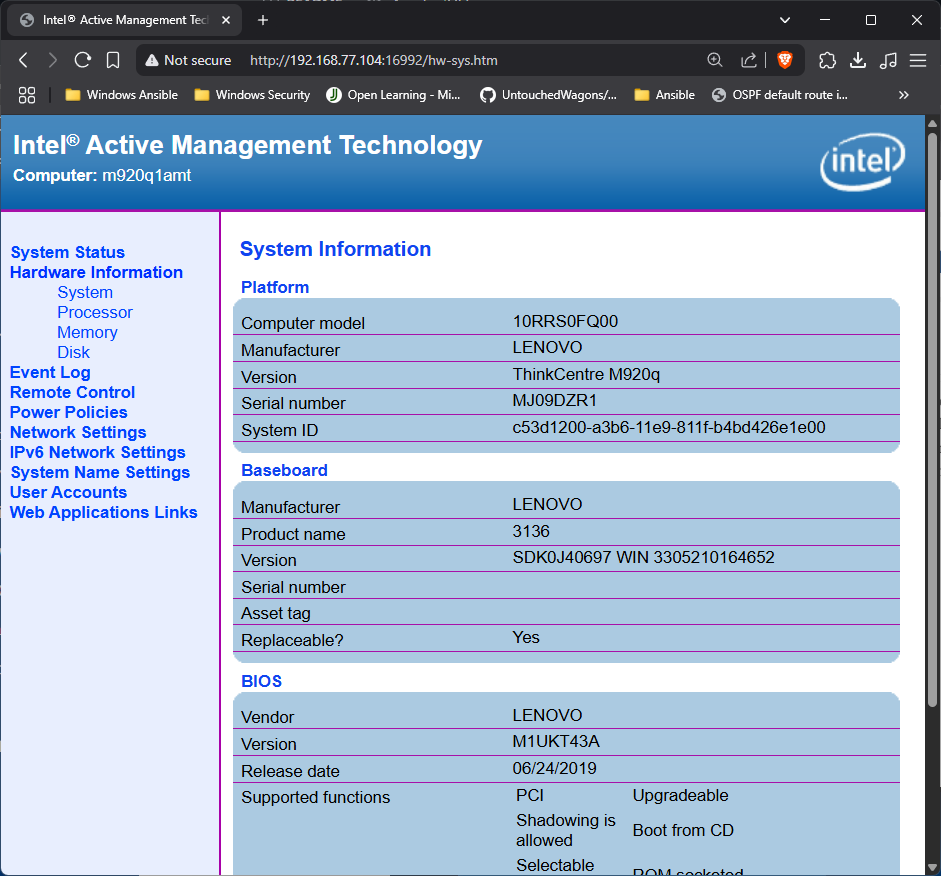 Intel® Active Management Tec
Not secure http://192.168.77.104:16992/hw-sys.htm
Windows Ansible Windows Security Open Learning - Mi... UntouchedWagons/... Ansible OSPF default route i...
Intel® Active Management Technology
Computer: m920q1amt
intel
System Status
Hardware Information
System
Processor
Memory
Disk
Event Log
Remote Control
Power Policies
Network Settings
IPv6 Network Settings
System Name Settings
User Accounts
Web Applications Links
System Information
Platform
Computer model 10RRS0FQ00
Manufacturer LENOVO
Version ThinkCentre M920q
Serial number MJ09DZR1
System ID c53d1200-a3b6-11e9-811f-b4bd426e1e00
Baseboard
Manufacturer LENOVO
Product name 3136
Version SDK0J40697 WIN 3305210164652
Serial number
Asset tag
Replaceable? Yes
BIOS
Vendor LENOVO
Version M1UKT43A
Release date 06/24/2019
Supported functions PCI Upgradeable
Shadowing is
allowed Boot from CD
Selectable
ROM socketed